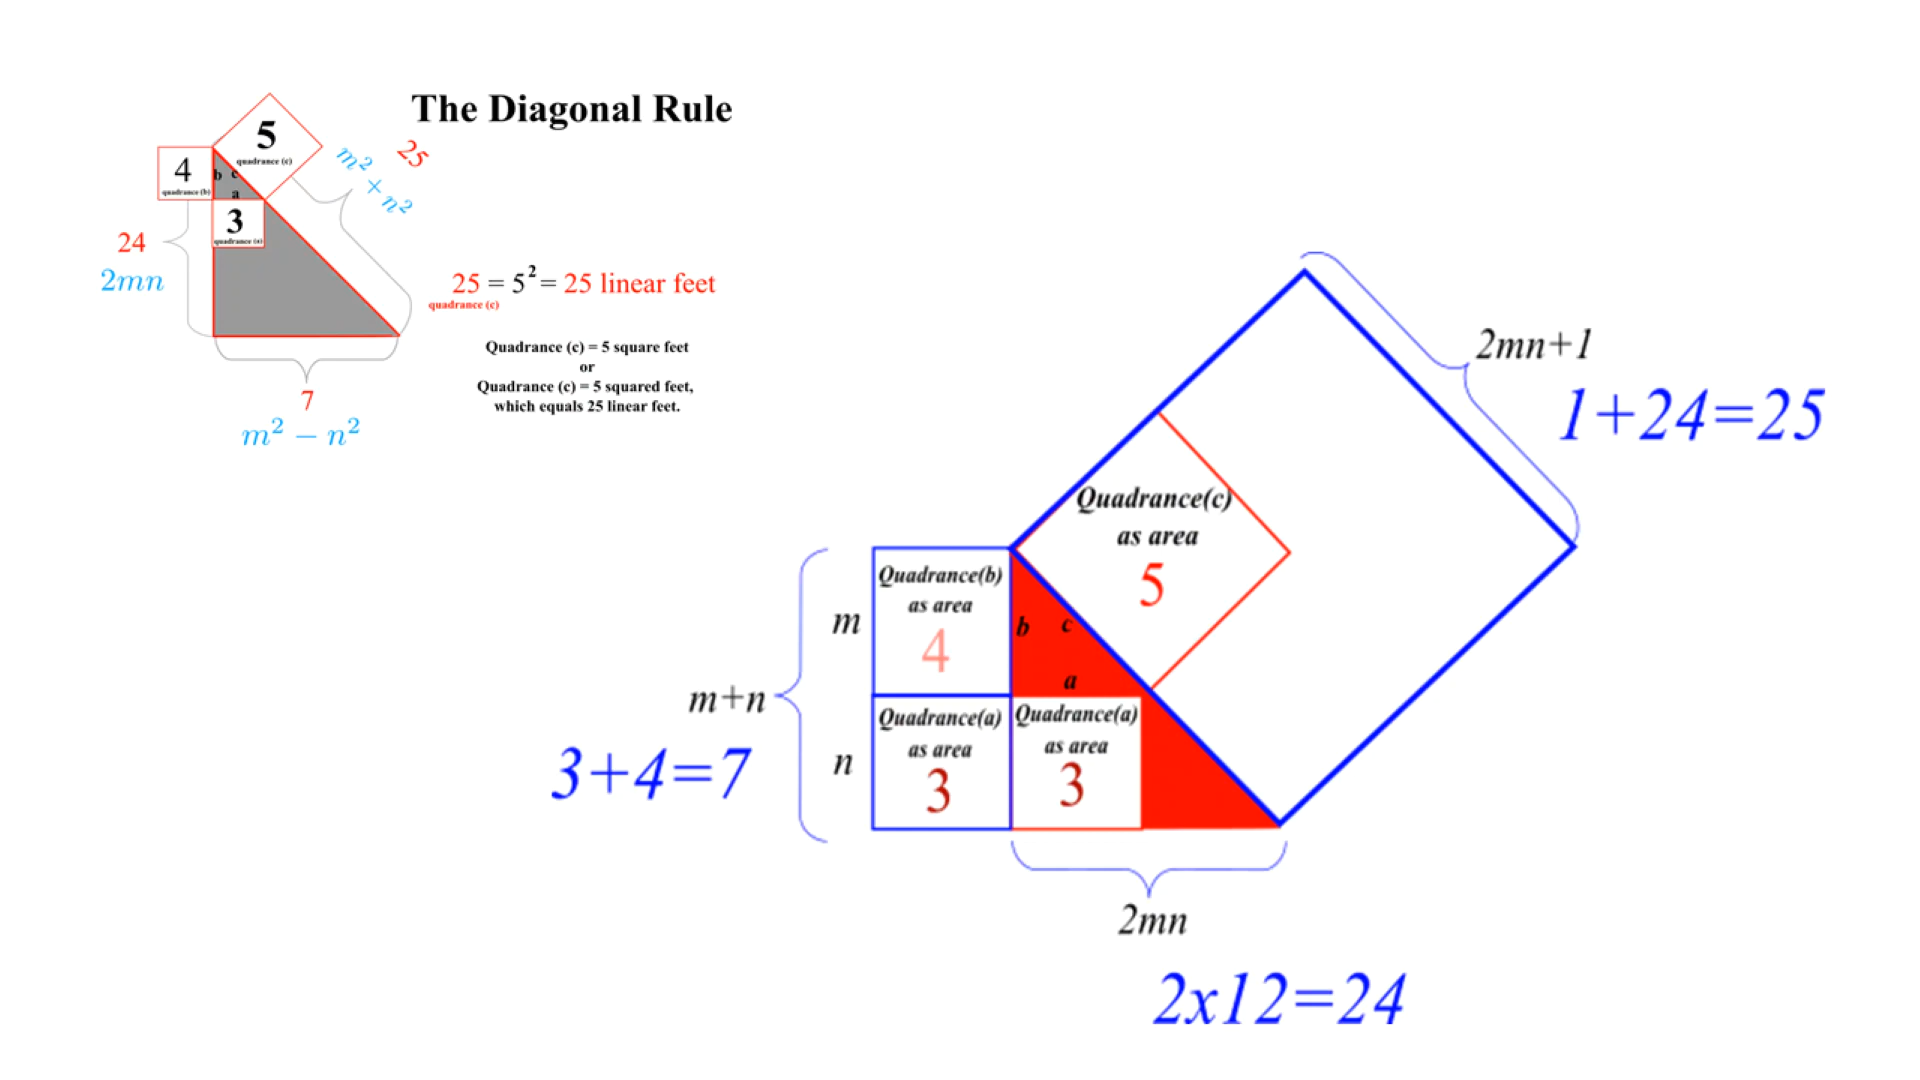 The Diagonal Rule
5
quadrance (c)
4
quadrance (b)
b c
a
3
quadrance (a)
m² + n²
25
24
2mn
7
m² − n²
25 = 5² = 25 linear feet
quadrance (c)
Quadrance (c) = 5 square feet
or
Quadrance (c) = 5 squared feet,
which equals 25 linear feet.
2mn+1
1+24=25
Quadrance(c)
as area
5
Quadrance(b)
as area
4
m
b c
a
m+n
3+4=7
n
Quadrance(a)
as area
3
Quadrance(a)
as area
3
2mn
2x12=24